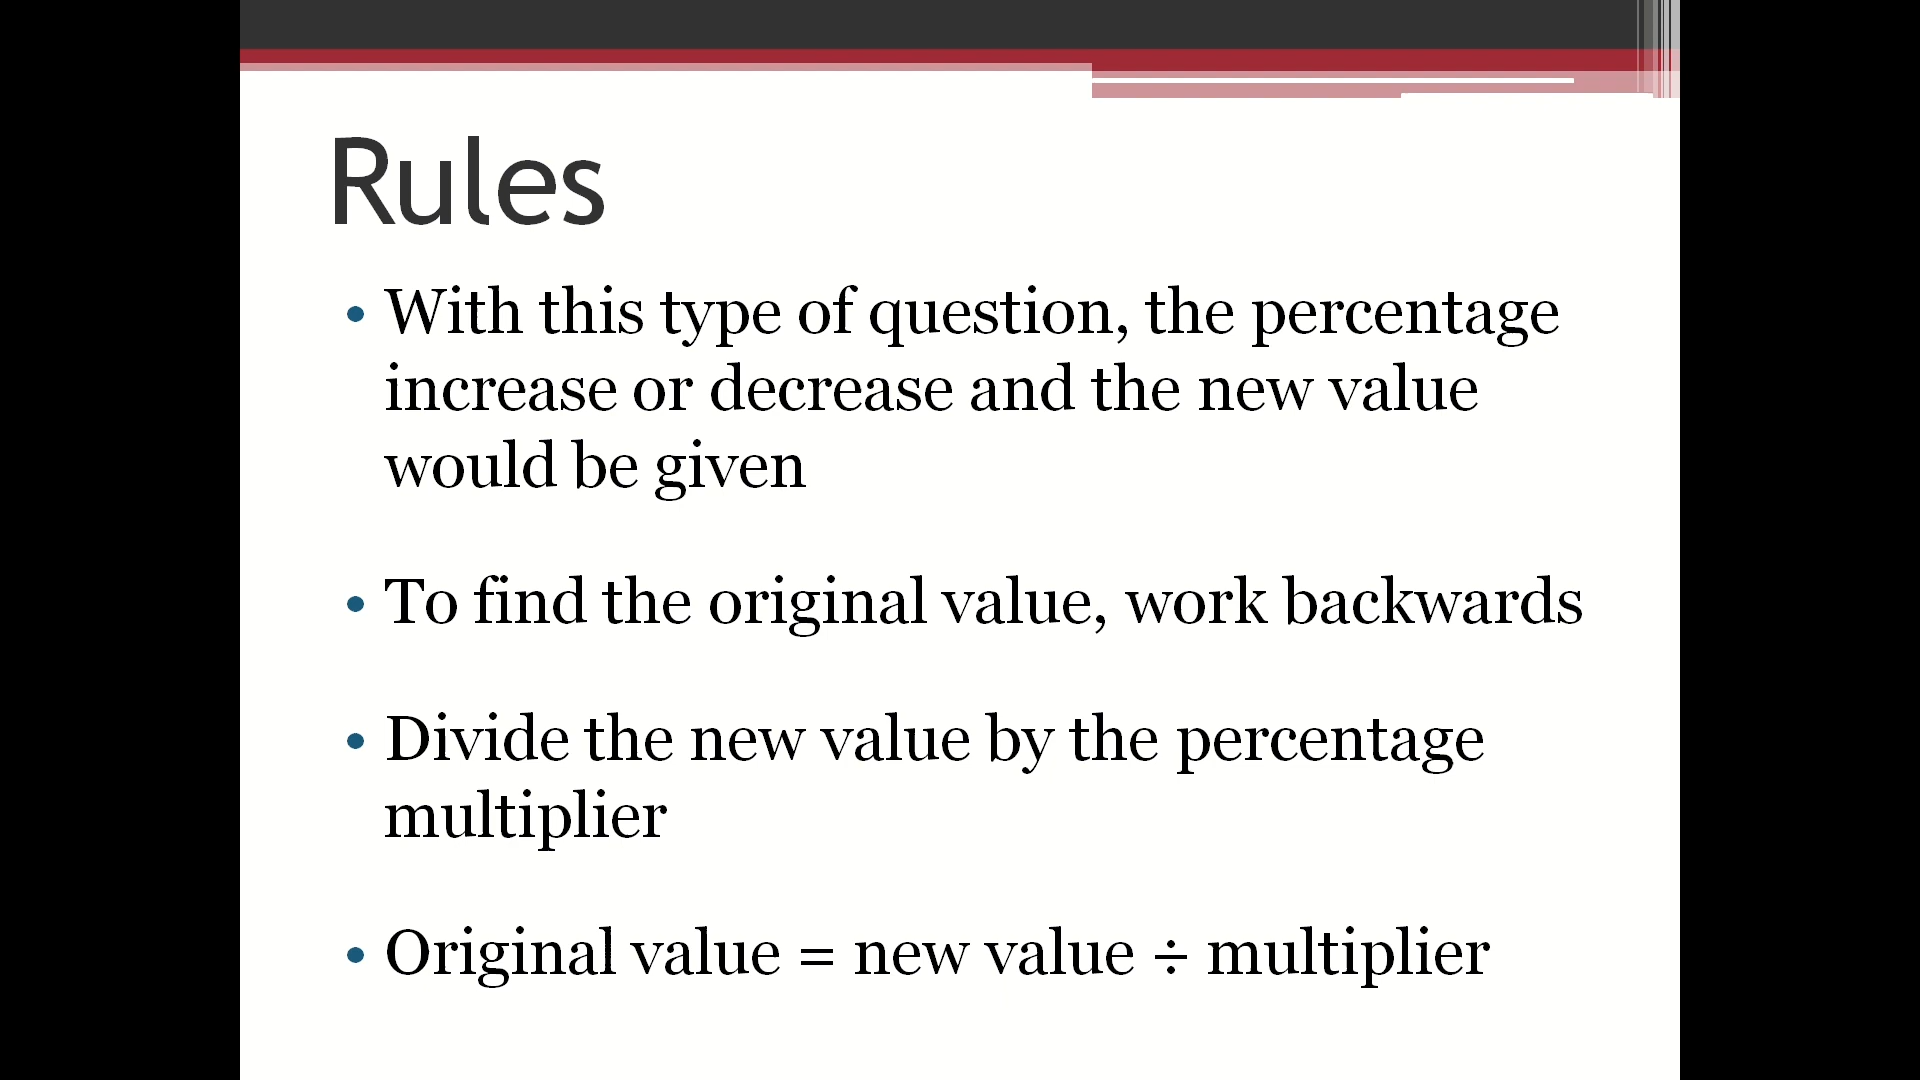 Rules
• With this type of question, the percentage
increase or decrease and the new value
would be given
• To find the original value, work backwards
• Divide the new value by the percentage
multiplier
• Original value = new value ÷ multiplier